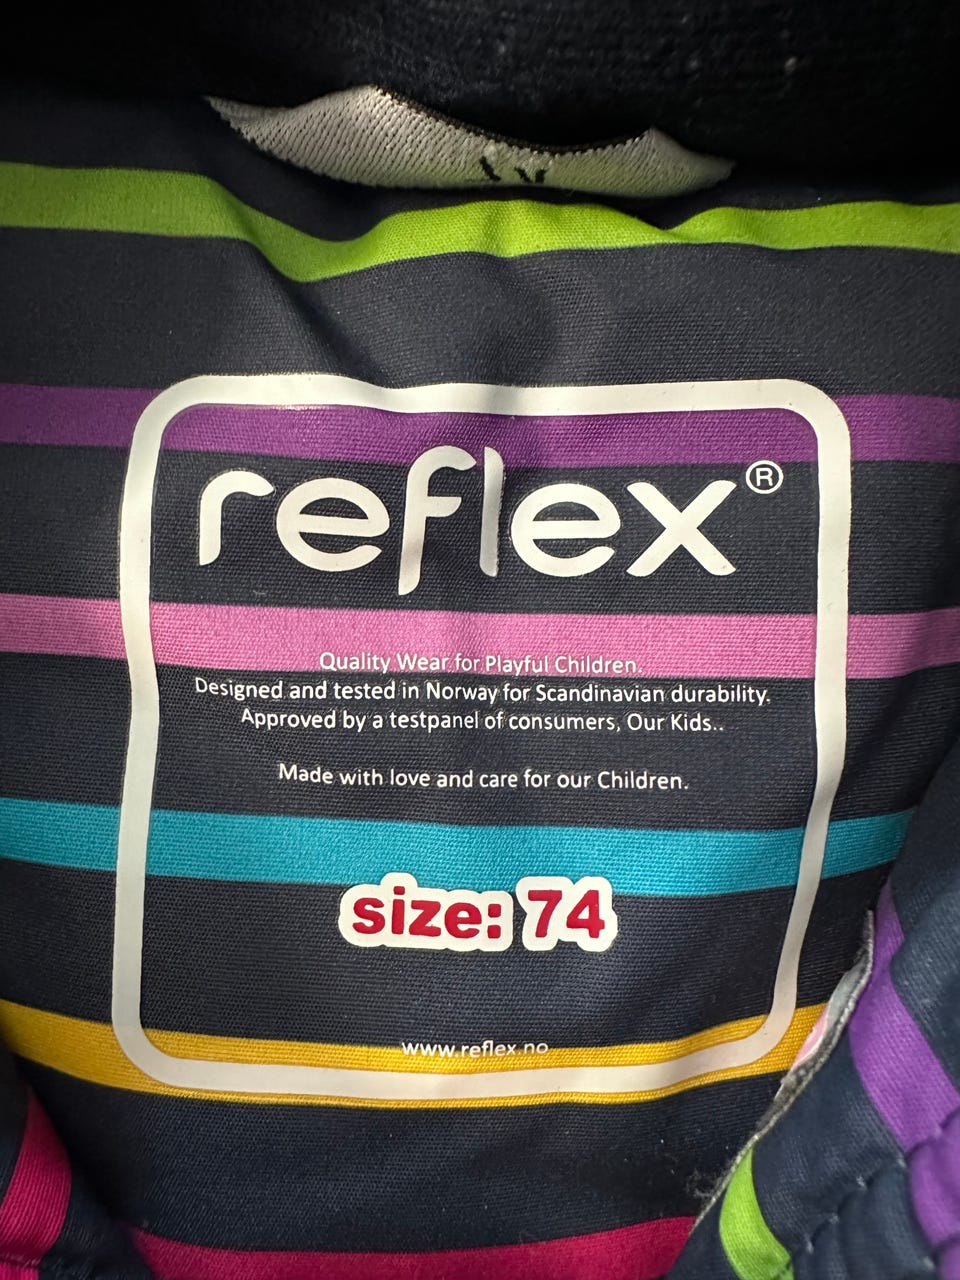 reflex®
Quality Wear for Playful Children.
Designed and tested in Norway for Scandinavian durability.
Approved by a testpanel of consumers, Our Kids..
Made with love and care for our Children.
size: 74
www.reflex.no